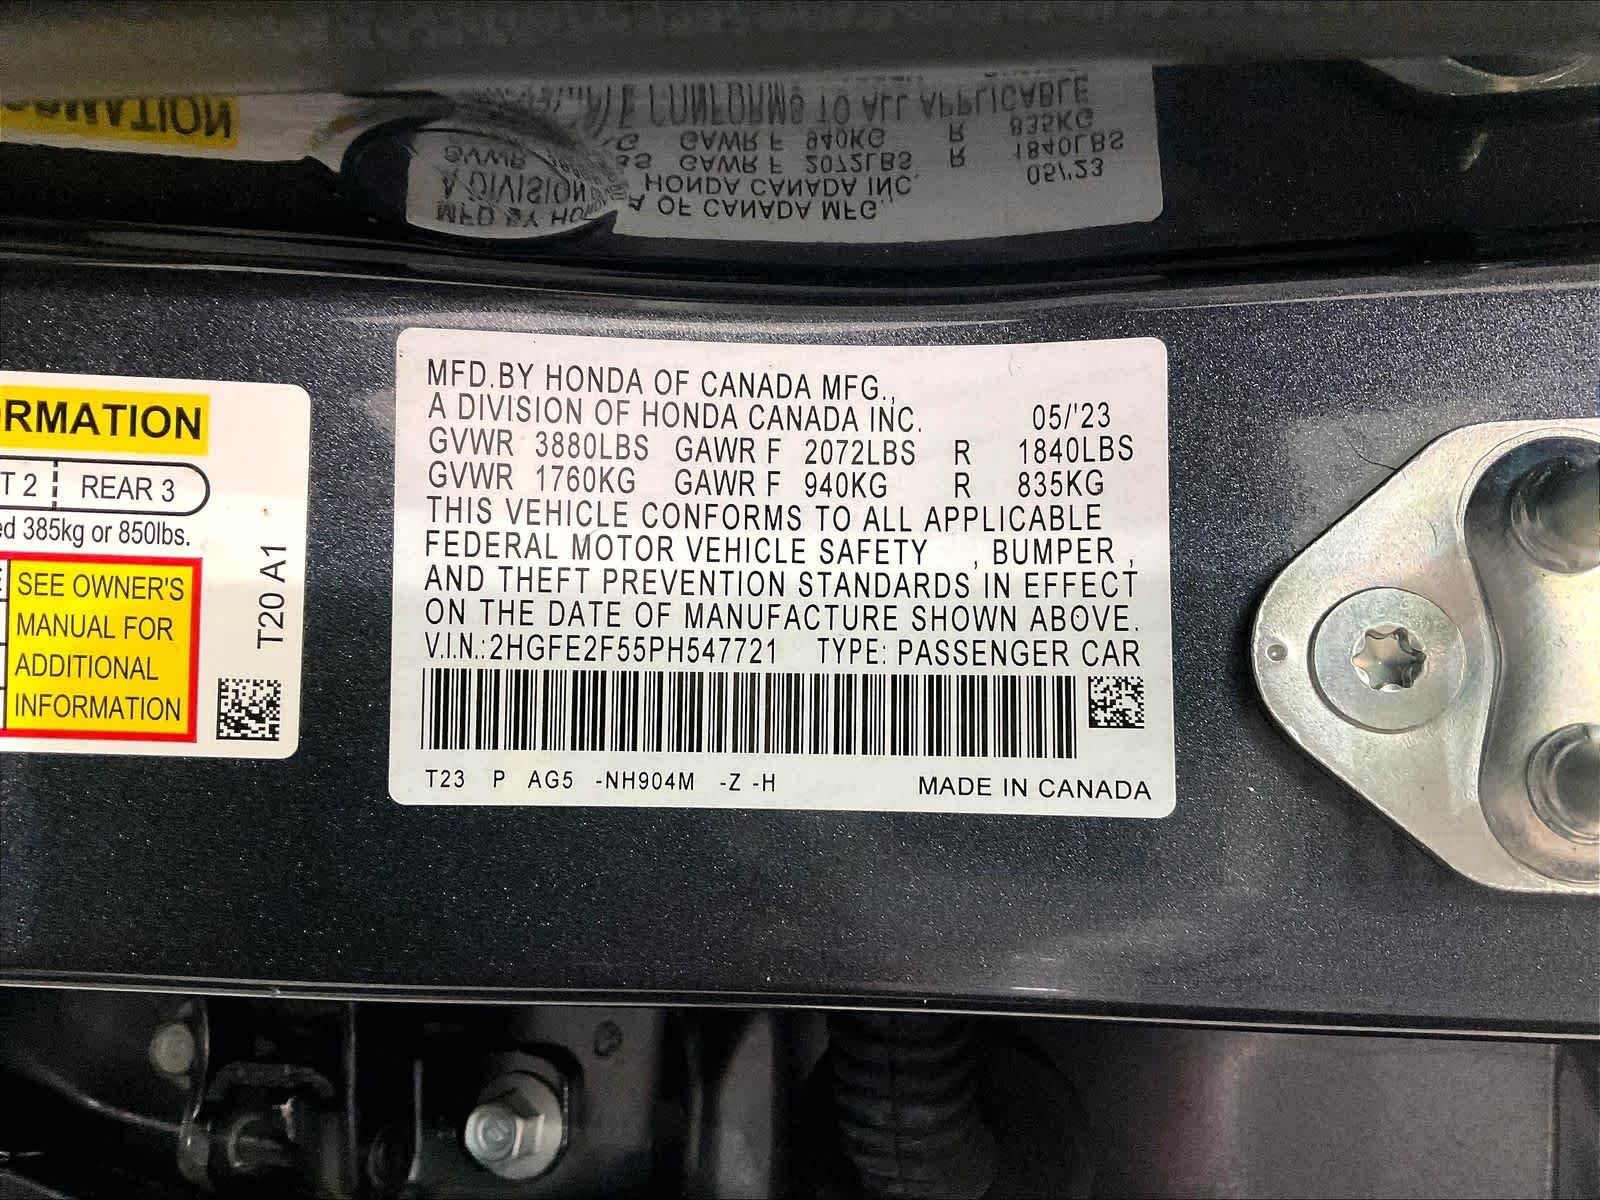 RMATION
T 2 REAR 3
ed 385kg or 850lbs.
SEE OWNER'S
MANUAL FOR
ADDITIONAL
INFORMATION
T20 A1
MFD.BY HONDA OF CANADA MFG.,
A DIVISION OF HONDA CANADA INC. 05/'23
GVWR 3880LBS GAWR F 2072LBS R 1840LBS
GVWR 1760KG GAWR F 940KG R 835KG
THIS VEHICLE CONFORMS TO ALL APPLICABLE
FEDERAL MOTOR VEHICLE SAFETY , BUMPER ,
AND THEFT PREVENTION STANDARDS IN EFFECT
ON THE DATE OF MANUFACTURE SHOWN ABOVE.
V.I.N.:2HGFE2F55PH547721 TYPE: PASSENGER CAR
T23 P AG5 -NH904M -Z -H MADE IN CANADA